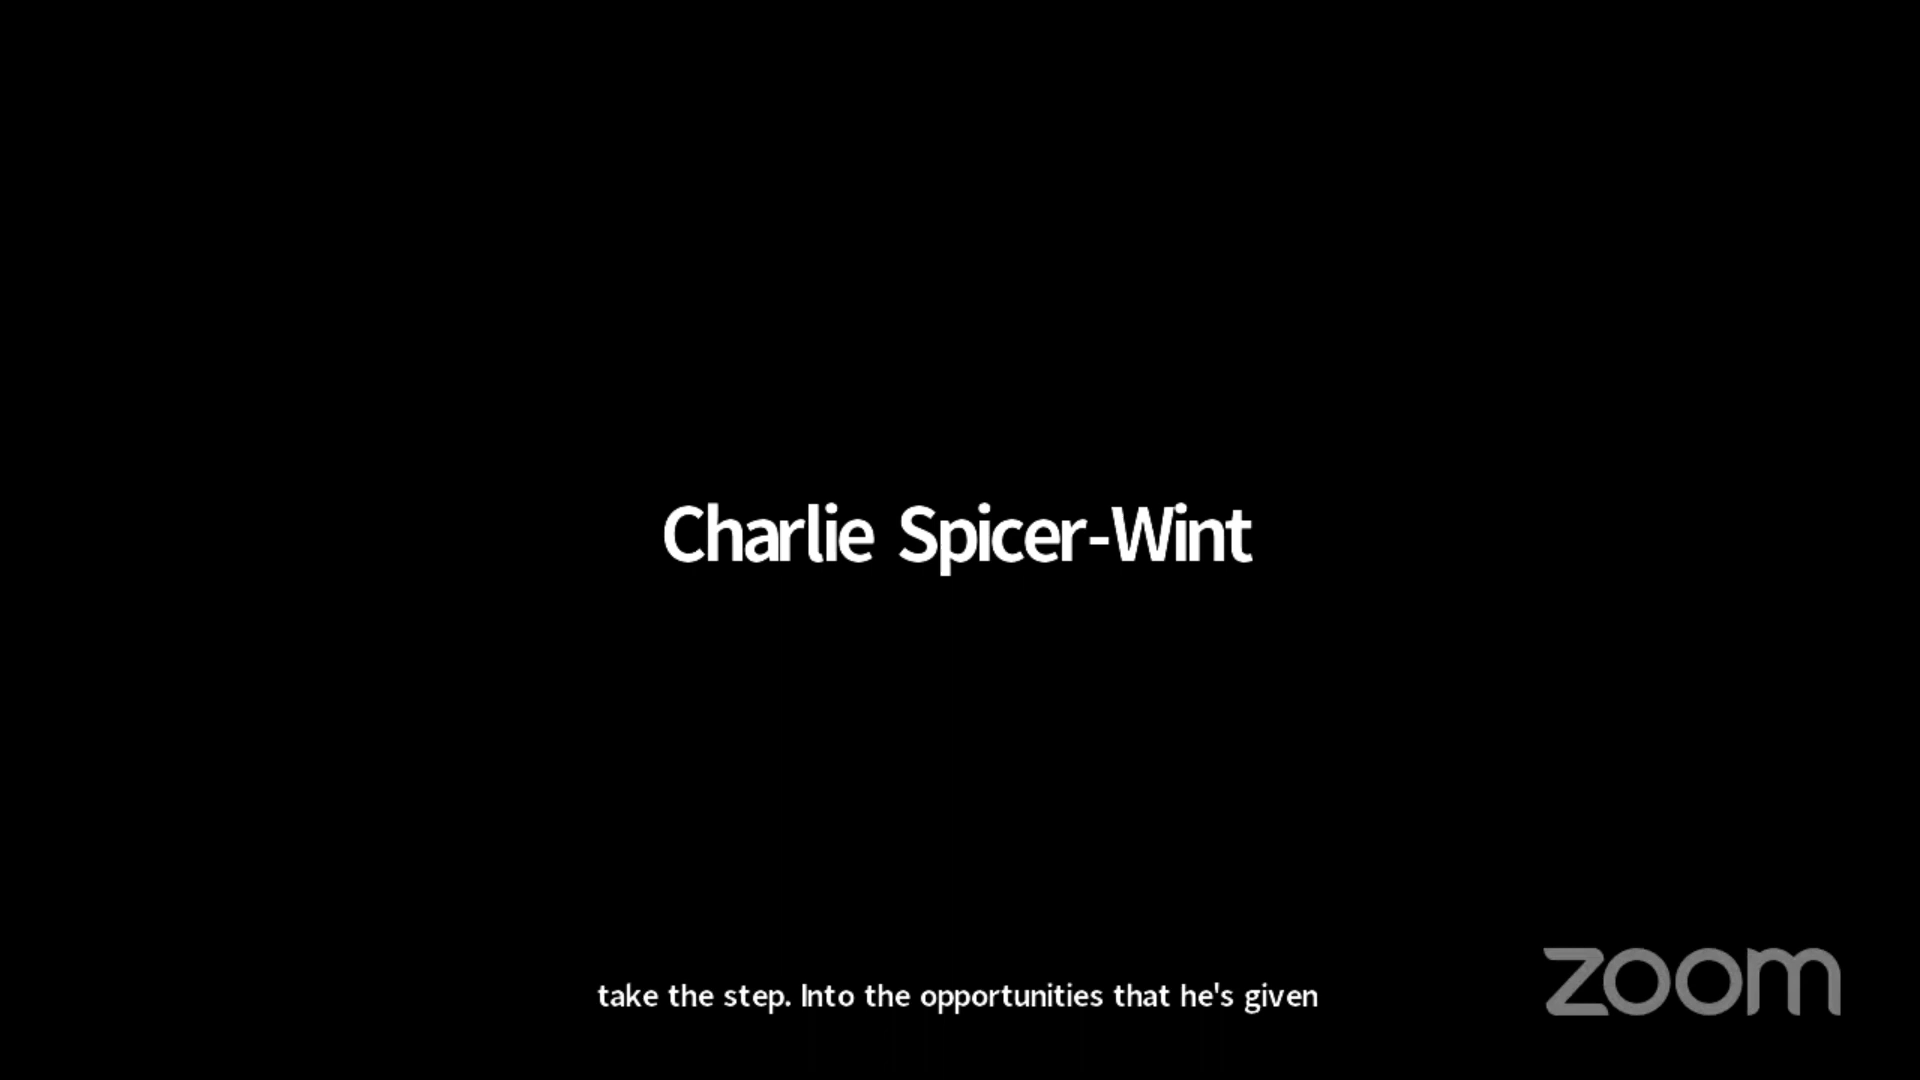 Charlie Spicer-Wint
take the step. Into the opportunities that he's given
zoom